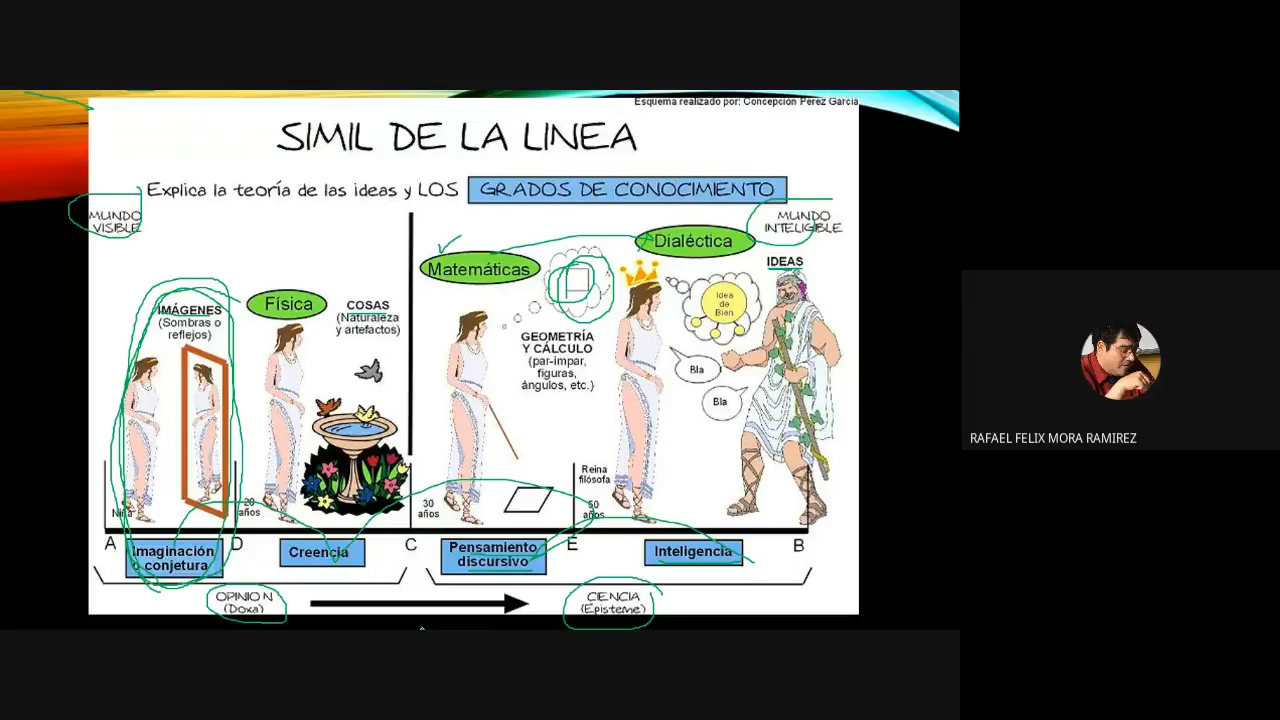 Esquema realizado por: Concepción Pérez García
SIMIL DE LA LINEA
Explica la teoría de las ideas y LOS GRADOS DE CONOCIMIENTO
MUNDO
VISIBLE
MUNDO
INTELIGIBLE
Matemáticas
Dialéctica
IDEAS
IMÁGENES
(Sombras o
reflejos)
Física
COSAS
(Naturaleza
y artefactos)
GEOMETRÍA
Y CÁLCULO
(par-impar,
figuras,
ángulos, etc.)
Idea
de
Bien
Bla
Bla
Niña
20
años
30
años
Reina
filósofa
50
años
A
D
C
E
B
Imaginación
o conjetura
Creencia
Pensamiento
discursivo
Inteligencia
OPINION
(Doxa)
CIENCIA
(Episteme)
RAFAEL FELIX MORA RAMIREZ